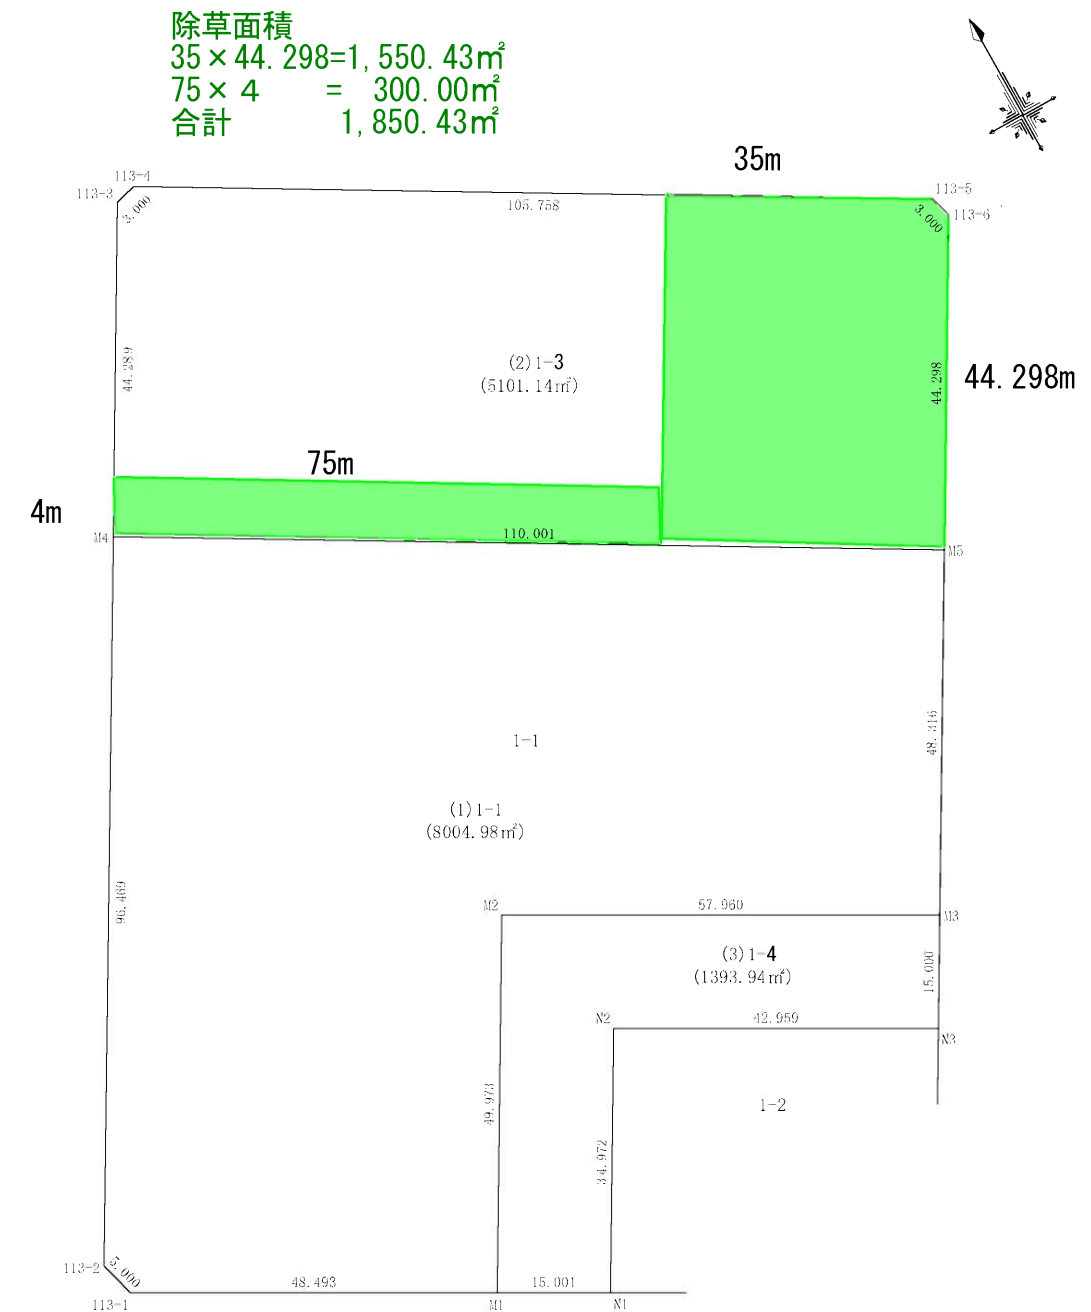 除草面積
35×44.298=1,550.43㎡
75×４ = 300.00㎡
合計 1,850.43㎡
35m
113-4
113-3
3.000
105.758
113-5
113-6
3.000
44.289
(2)1-3
(5101.14㎡)
44.298
44.298m
75m
4m
110.001
M4
M5
1-1
48.316
(1)1-1
(8004.98㎡)
96.469
M2
57.960
M3
(3)1-4
(1393.94㎡)
15.000
N2
42.959
N3
49.973
1-2
34.972
113-2
5.000
48.493
15.001
113-1
M1
N1